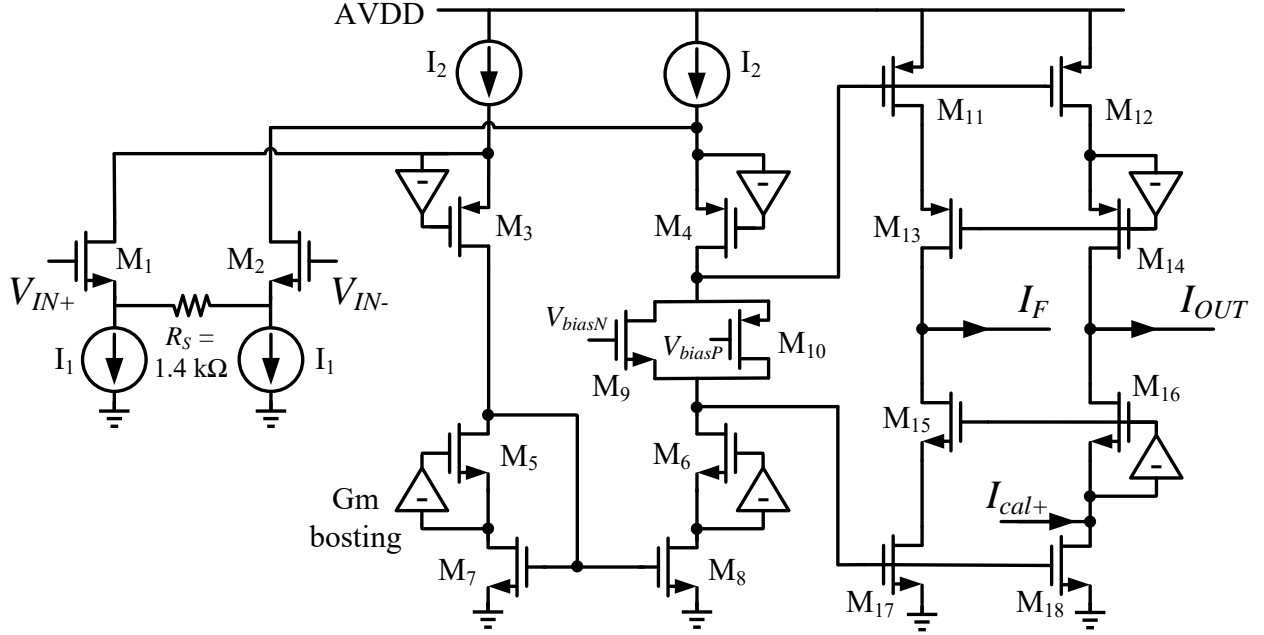 AVDD
I2
I2
M11
M12
M3
M4
M13
M14
M1
M2
VIN+
VIN-
RS =
1.4 kΩ
I1
I1
VbiasN
VbiasP
M10
M9
IF
IOUT
M15
M16
M5
M6
Gm
bosting
Ical+
M7
M8
M17
M18
-
-
-
-
-
-